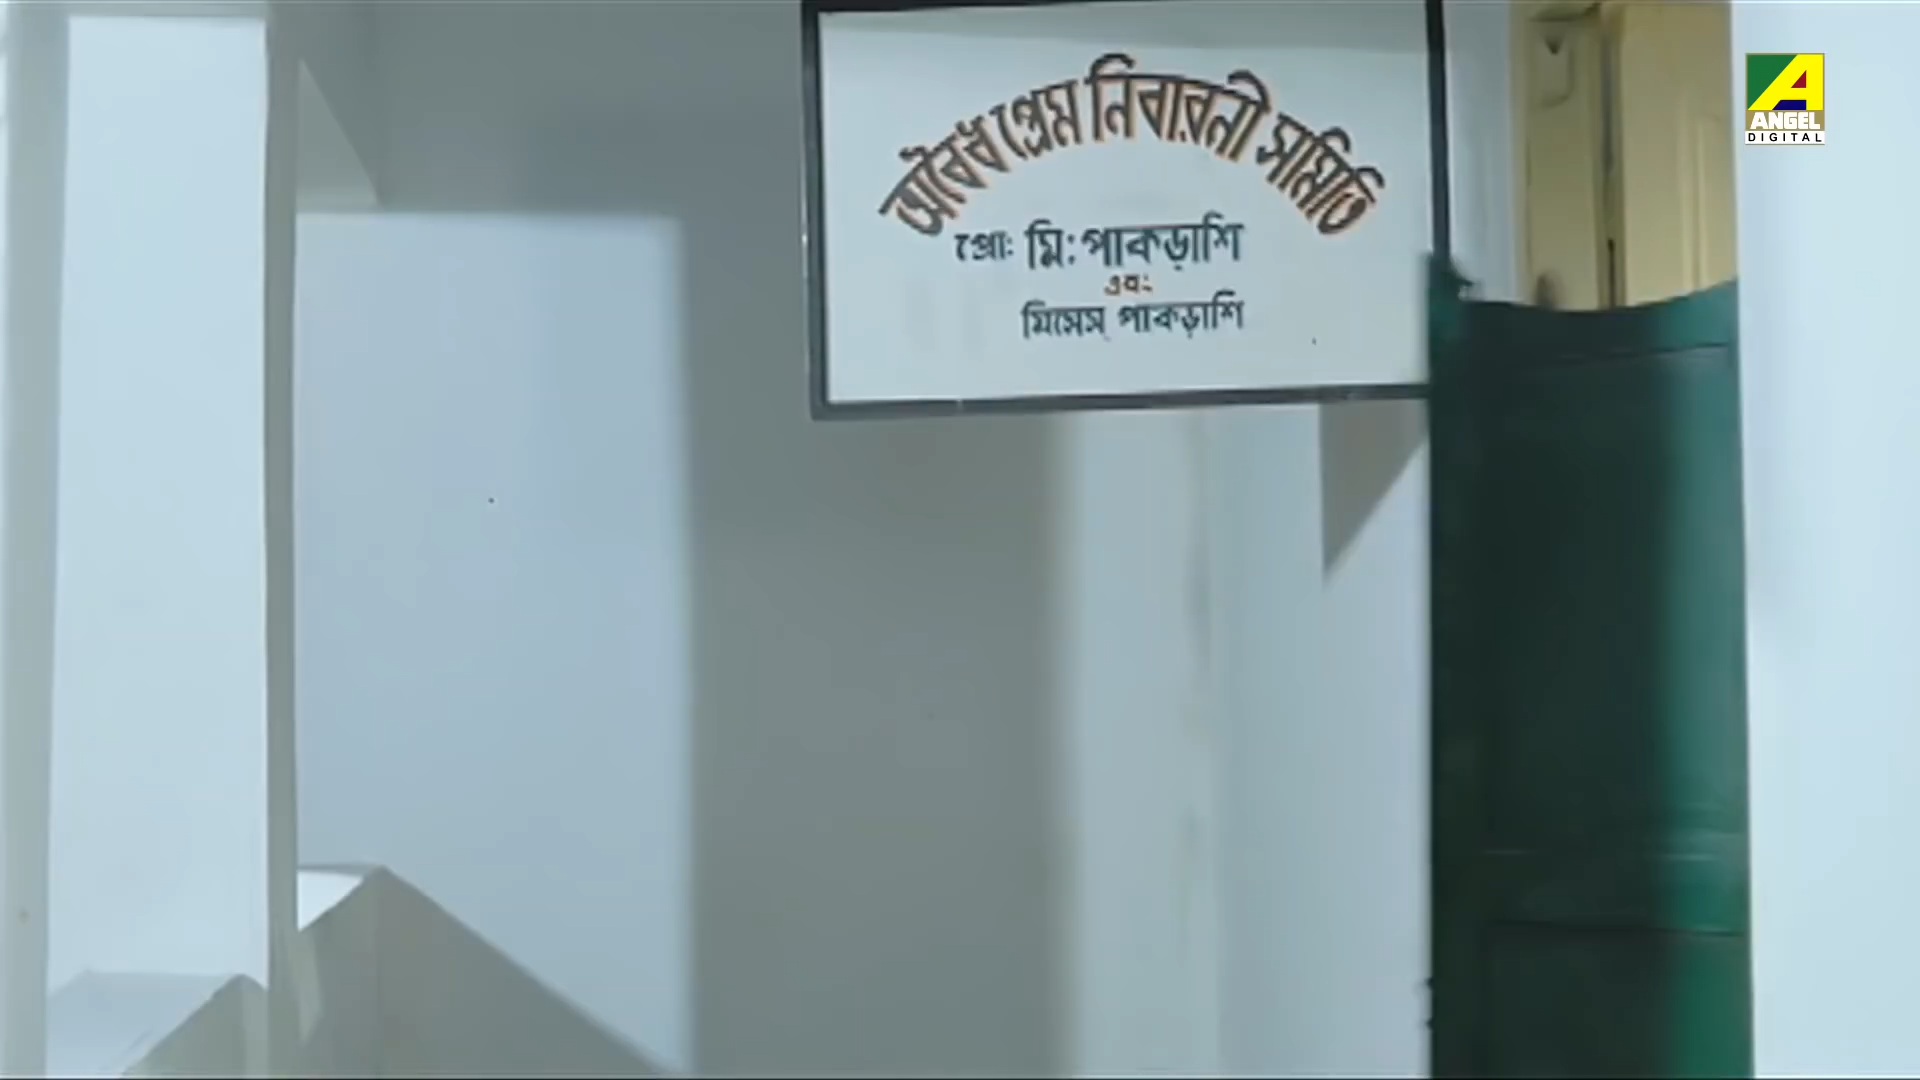 অবৈধ প্রেম নিবারনী সমিতি
প্রোঃ মিঃ পাকড়াশি
এবং
মিসেস্ পাকড়াশি
ANGEL
DIGITAL